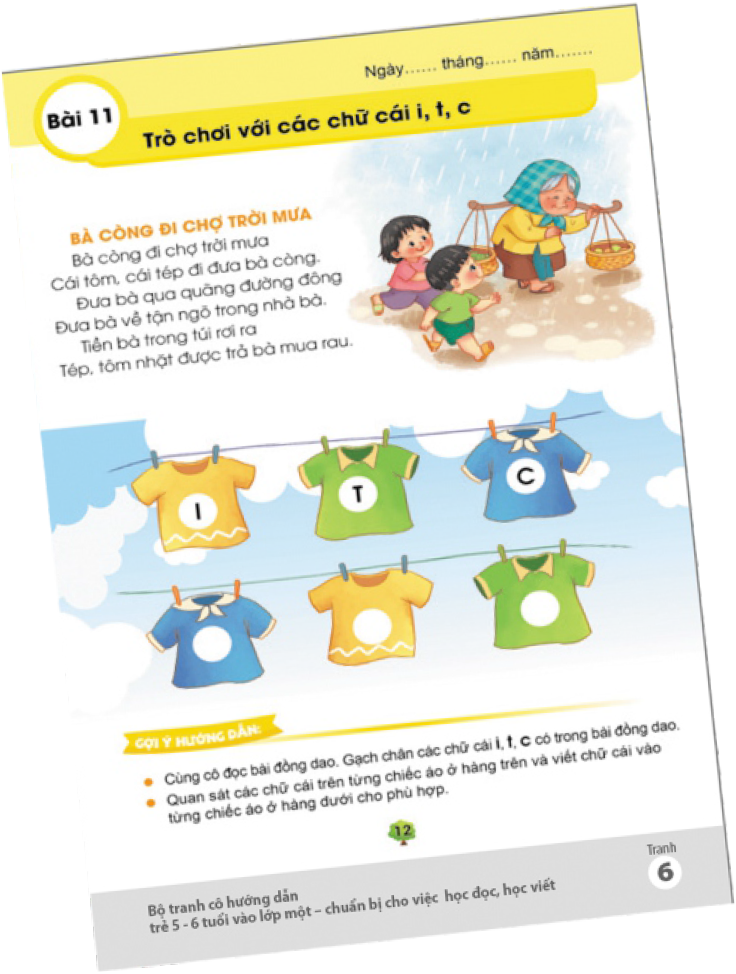 Ngày...... tháng...... năm.......
Bài 11
Trò chơi với các chữ cái i, t, c
BÀ CÒNG ĐI CHỢ TRỜI MƯA
Bà còng đi chợ trời mưa
Cái tôm, cái tép đi đưa bà còng.
Đưa bà qua quãng đường đông
Đưa bà về tận ngõ trong nhà bà.
Tiền bà trong túi rơi ra
Tép, tôm nhặt được trả bà mua rau.
I
T
C
GỢI Ý HƯỚNG DẪN:
Cùng cô đọc bài đồng dao. Gạch chân các chữ cái i, t, c có trong bài đồng dao.
Quan sát các chữ cái trên từng chiếc áo ở hàng trên và viết chữ cái vào
từng chiếc áo ở hàng dưới cho phù hợp.
12
Tranh
6
Bộ tranh cô hướng dẫn
trẻ 5 - 6 tuổi vào lớp một – chuẩn bị cho việc học đọc, học viết